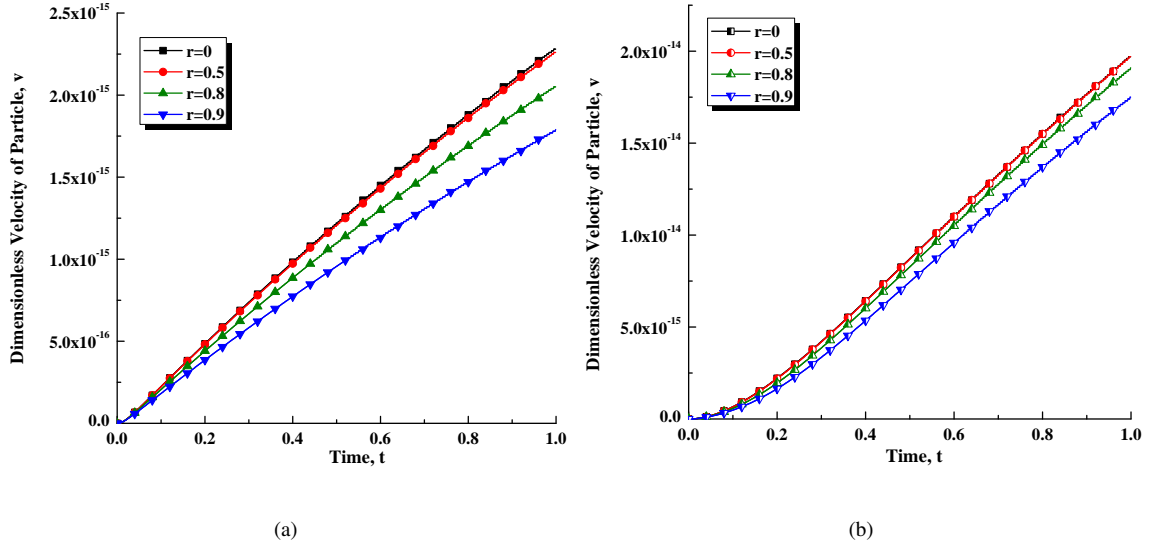 2.5x10-15
2.0x10-15
1.5x10-15
1.0x10-15
5.0x10-16
0.0
0.0 0.2 0.4 0.6 0.8 1.0
Time, t
Dimensionless Velocity of Particle, v
r=0
r=0.5
r=0.8
r=0.9
(a)
2.0x10-14
1.5x10-14
1.0x10-14
5.0x10-15
0.0
0.0 0.2 0.4 0.6 0.8 1.0
Time, t
Dimensionless Velocity of Particle, v
r=0
r=0.5
r=0.8
r=0.9
(b)